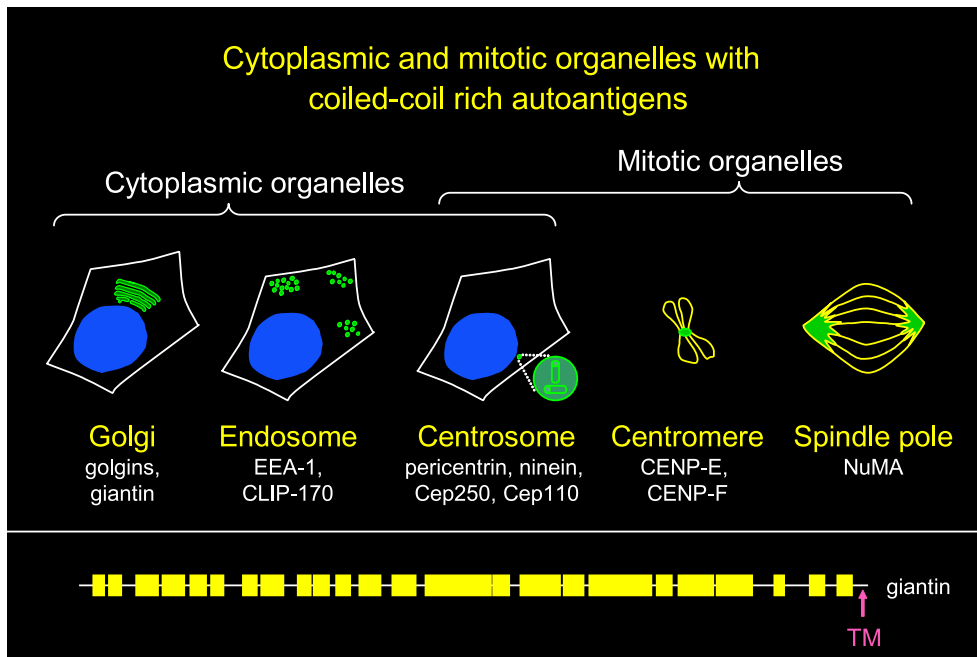 Cytoplasmic and mitotic organelles with
coiled-coil rich autoantigens
Cytoplasmic organelles
Mitotic organelles
Golgi
golgins,
giantin
Endosome
EEA-1,
CLIP-170
Centrosome
pericentrin, ninein,
Cep250, Cep110
Centromere
CENP-E,
CENP-F
Spindle pole
NuMA
giantin
TM